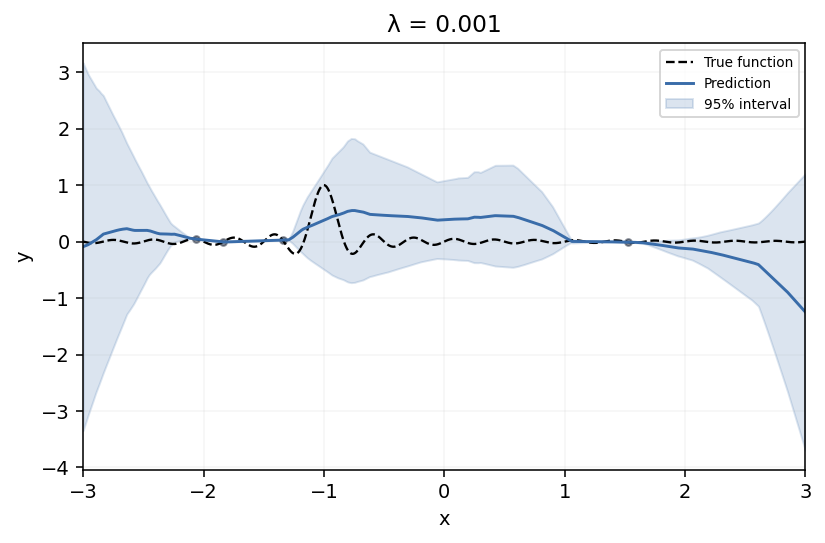 λ = 0.001
True function
Prediction
95% interval
3
2
1
0
−1
−2
−3
−4
y
−3 −2 −1 0 1 2 3
x